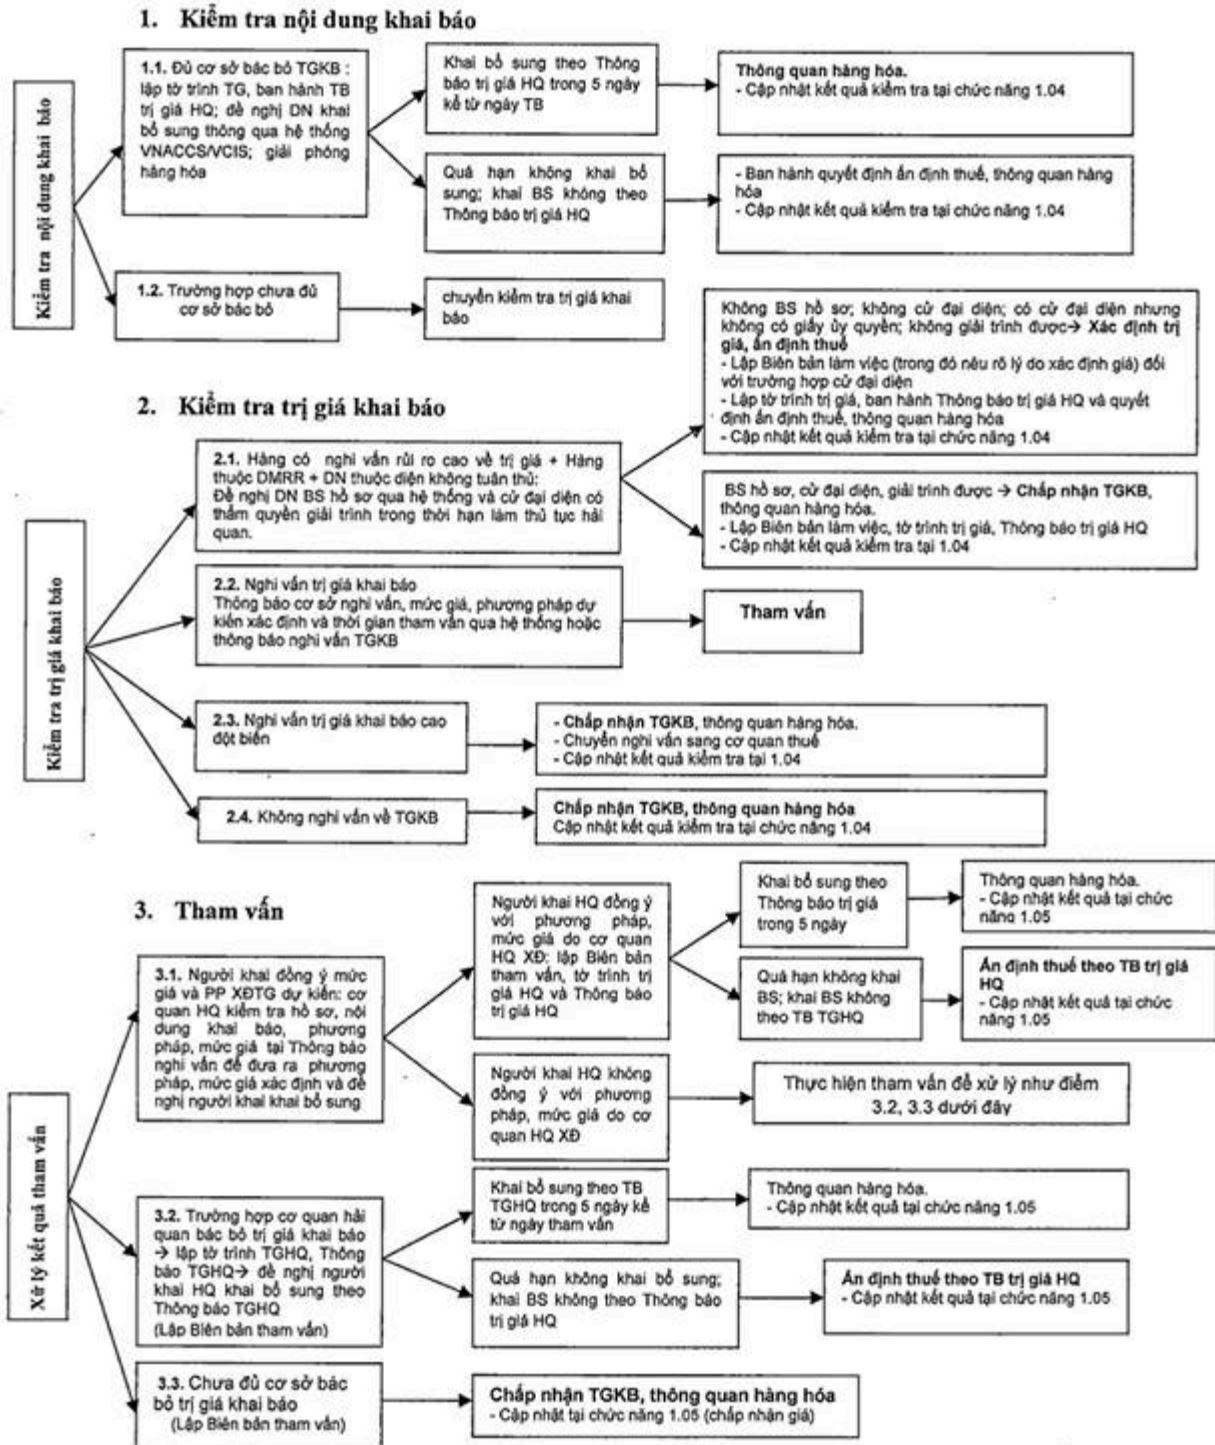 1. Kiểm tra nội dung khai báo
Kiểm tra nội dung khai báo
1.1. Đủ cơ sở bác bỏ TGKB :
lập tờ trình TG, ban hành TB
trị giá HQ; đề nghị DN khai
bổ sung thông qua hệ thống
VNACCS/VCIS; giải phóng
hàng hóa
Khai bổ sung theo Thông
báo trị giá HQ trong 5 ngày
kể từ ngày TB
Thông quan hàng hóa.
- Cập nhật kết quả kiểm tra tại chức năng 1.04
Quá hạn không khai bổ
sung; khai BS không theo
Thông báo trị giá HQ
- Ban hành quyết định ấn định thuế, thông quan hàng
hóa
- Cập nhật kết quả kiểm tra tại chức năng 1.04
1.2. Trường hợp chưa đủ
cơ sở bác bỏ
chuyển kiểm tra trị giá khai
báo
2. Kiểm tra trị giá khai báo
Kiểm tra trị giá khai báo
2.1. Hàng có nghi vấn rủi ro cao về trị giá + Hàng
thuộc DMRR + DN thuộc diện không tuân thủ:
Đề nghị DN BS hồ sơ qua hệ thống và cử đại diện có
thẩm quyền giải trình trong thời hạn làm thủ tục hải
quan.
Không BS hồ sơ; không cử đại diện; có cử đại diện nhưng
không có giấy ủy quyền; không giải trình được→ Xác định trị
giá, ấn định thuế
- Lập Biên bản làm việc (trong đó nêu rõ lý do xác định giá) đối
với trường hợp cử đại diện
- Lập tờ trình trị giá, ban hành Thông báo trị giá HQ và quyết
định ấn định thuế, thông quan hàng hóa
- Cập nhật kết quả kiểm tra tại chức năng 1.04
BS hồ sơ, cử đại diện, giải trình được → Chấp nhận TGKB,
thông quan hàng hóa.
- Lập Biên bản làm việc, tờ trình trị giá, Thông báo trị giá HQ
- Cập nhật kết quả kiểm tra tại 1.04
2.2. Nghi vấn trị giá khai báo
Thông báo cơ sở nghi vấn, mức giá, phương pháp dự
kiến xác định và thời gian tham vấn qua hệ thống hoặc
thông báo nghi vấn TGKB
Tham vấn
2.3. Nghi vấn trị giá khai báo cao
đột biến
- Chấp nhận TGKB, thông quan hàng hóa.
- Chuyển nghi vấn sang cơ quan thuế
- Cập nhật kết quả kiểm tra tại 1.04
2.4. Không nghi vấn về TGKB
Chấp nhận TGKB, thông quan hàng hóa
Cập nhật kết quả kiểm tra tại chức năng 1.04
3. Tham vấn
Xử lý kết quả tham vấn
3.1. Người khai đồng ý mức
giá và PP XĐTG dự kiến: cơ
quan HQ kiểm tra hồ sơ, nội
dung khai báo, phương
pháp, mức giá tại Thông báo
nghi vấn để đưa ra phương
pháp, mức giá xác định và đề
nghị người khai khai bổ sung
Người khai HQ đồng ý
với phương pháp,
mức giá do cơ quan
HQ XĐ: lập Biên bản
tham vấn, tờ trình trị
giá HQ và Thông báo
trị giá HQ
Khai bổ sung theo
Thông báo trị giá
trong 5 ngày
Thông quan hàng hóa.
- Cập nhật kết quả tại chức
năng 1.05
Quá hạn không khai
BS; khai BS không
theo TB TGHQ
Ấn định thuế theo TB trị giá
HQ
- Cập nhật kết quả tại chức
năng 1.05
Người khai HQ không
đồng ý với phương
pháp, mức giá do cơ
quan HQ XĐ
Thực hiện tham vấn để xử lý như điểm
3.2, 3.3 dưới đây
3.2. Trường hợp cơ quan hải
quan bác bỏ trị giá khai báo
→ lập tờ trình TGHQ, Thông
báo TGHQ→ đề nghị người
khai HQ khai bổ sung theo
Thông báo TGHQ
(Lập Biên bản tham vấn)
Khai bổ sung theo TB
TGHQ trong 5 ngày kể
từ ngày tham vấn
Thông quan hàng hóa.
- Cập nhật kết quả tại chức năng 1.05
Quá hạn không khai bổ sung;
khai BS không theo Thông báo
trị giá HQ
Ấn định thuế theo TB trị giá HQ
- Cập nhật kết quả tại chức năng 1.05
3.3. Chưa đủ cơ sở bác
bỏ trị giá khai báo
(Lập Biên bản tham vấn)
Chấp nhận TGKB, thông quan hàng hóa
- Cập nhật tại chức năng 1.05 (chấp nhận giá)